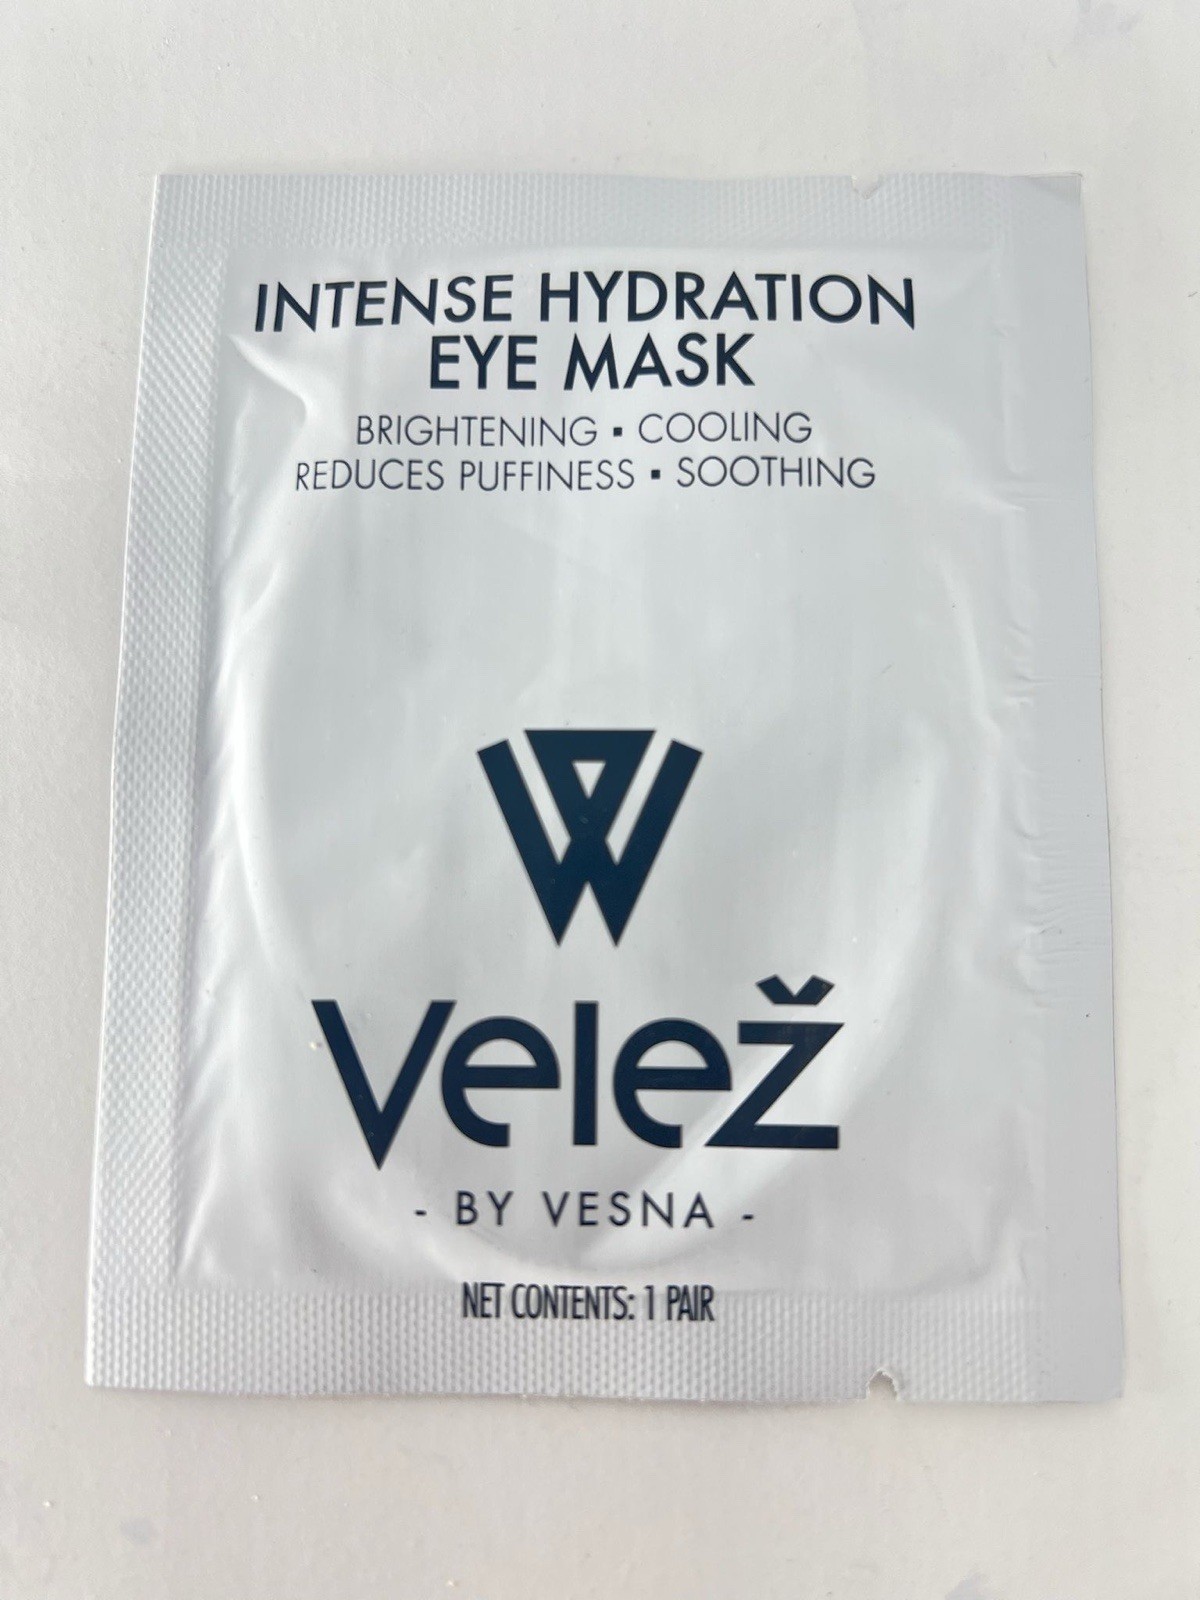 INTENSE HYDRATION
EYE MASK
BRIGHTENING ▪ COOLING
REDUCES PUFFINESS ▪ SOOTHING
Velež
- BY VESNA -
NET CONTENTS: 1 PAIR